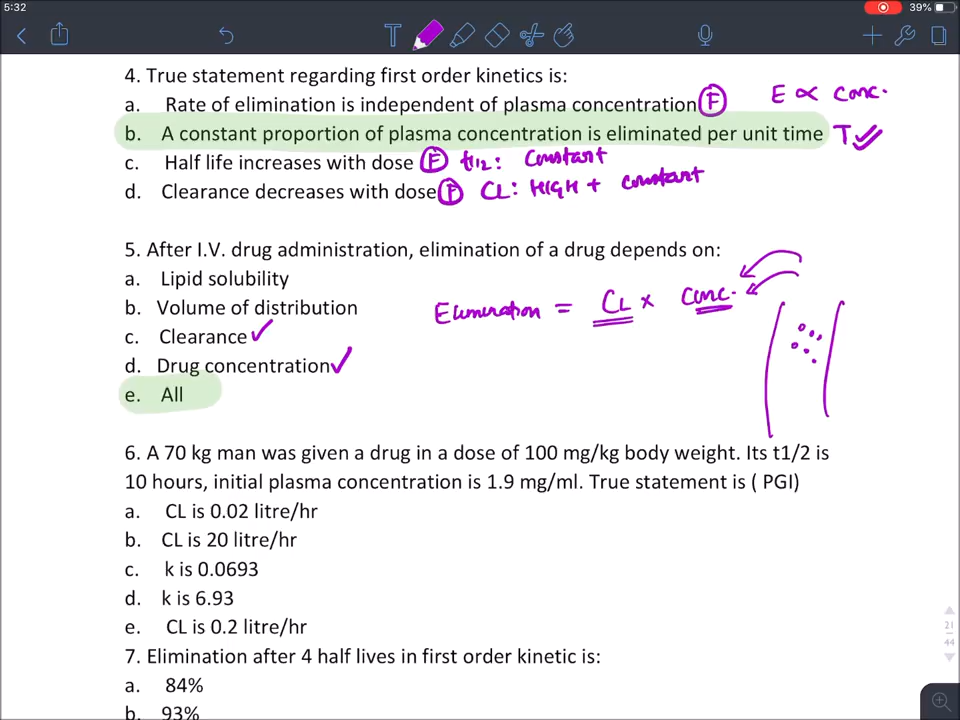 5:32
39%
T
4. True statement regarding first order kinetics is:
a. Rate of elimination is independent of plasma concentration F E ∝ conc.
b. A constant proportion of plasma concentration is eliminated per unit time T
c. Half life increases with dose F t1/2: constant
d. Clearance decreases with dose F CL: HIGH + constant
5. After I.V. drug administration, elimination of a drug depends on:
a. Lipid solubility
b. Volume of distribution
Elimination = CL x conc.
c. Clearance ✓
d. Drug concentration ✓
e. All
6. A 70 kg man was given a drug in a dose of 100 mg/kg body weight. Its t1/2 is
10 hours, initial plasma concentration is 1.9 mg/ml. True statement is ( PGI)
a. CL is 0.02 litre/hr
b. CL is 20 litre/hr
c. k is 0.0693
d. k is 6.93
e. CL is 0.2 litre/hr
21
44
7. Elimination after 4 half lives in first order kinetic is:
a. 84%
b. 93%